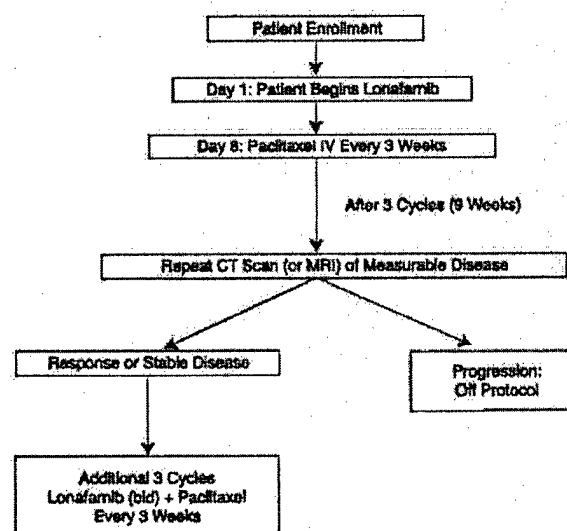 Patient Enrollment
Day 1: Patient Begins Lonafarnib
Day 8: Paclitaxel IV Every 3 Weeks
After 3 Cycles (9 Weeks)
Repeat CT Scan (or MRI) of Measurable Disease
Response or Stable Disease
Progression:
Off Protocol
Additional 3 Cycles
Lonafarnib (bid) + Paclitaxel
Every 3 Weeks